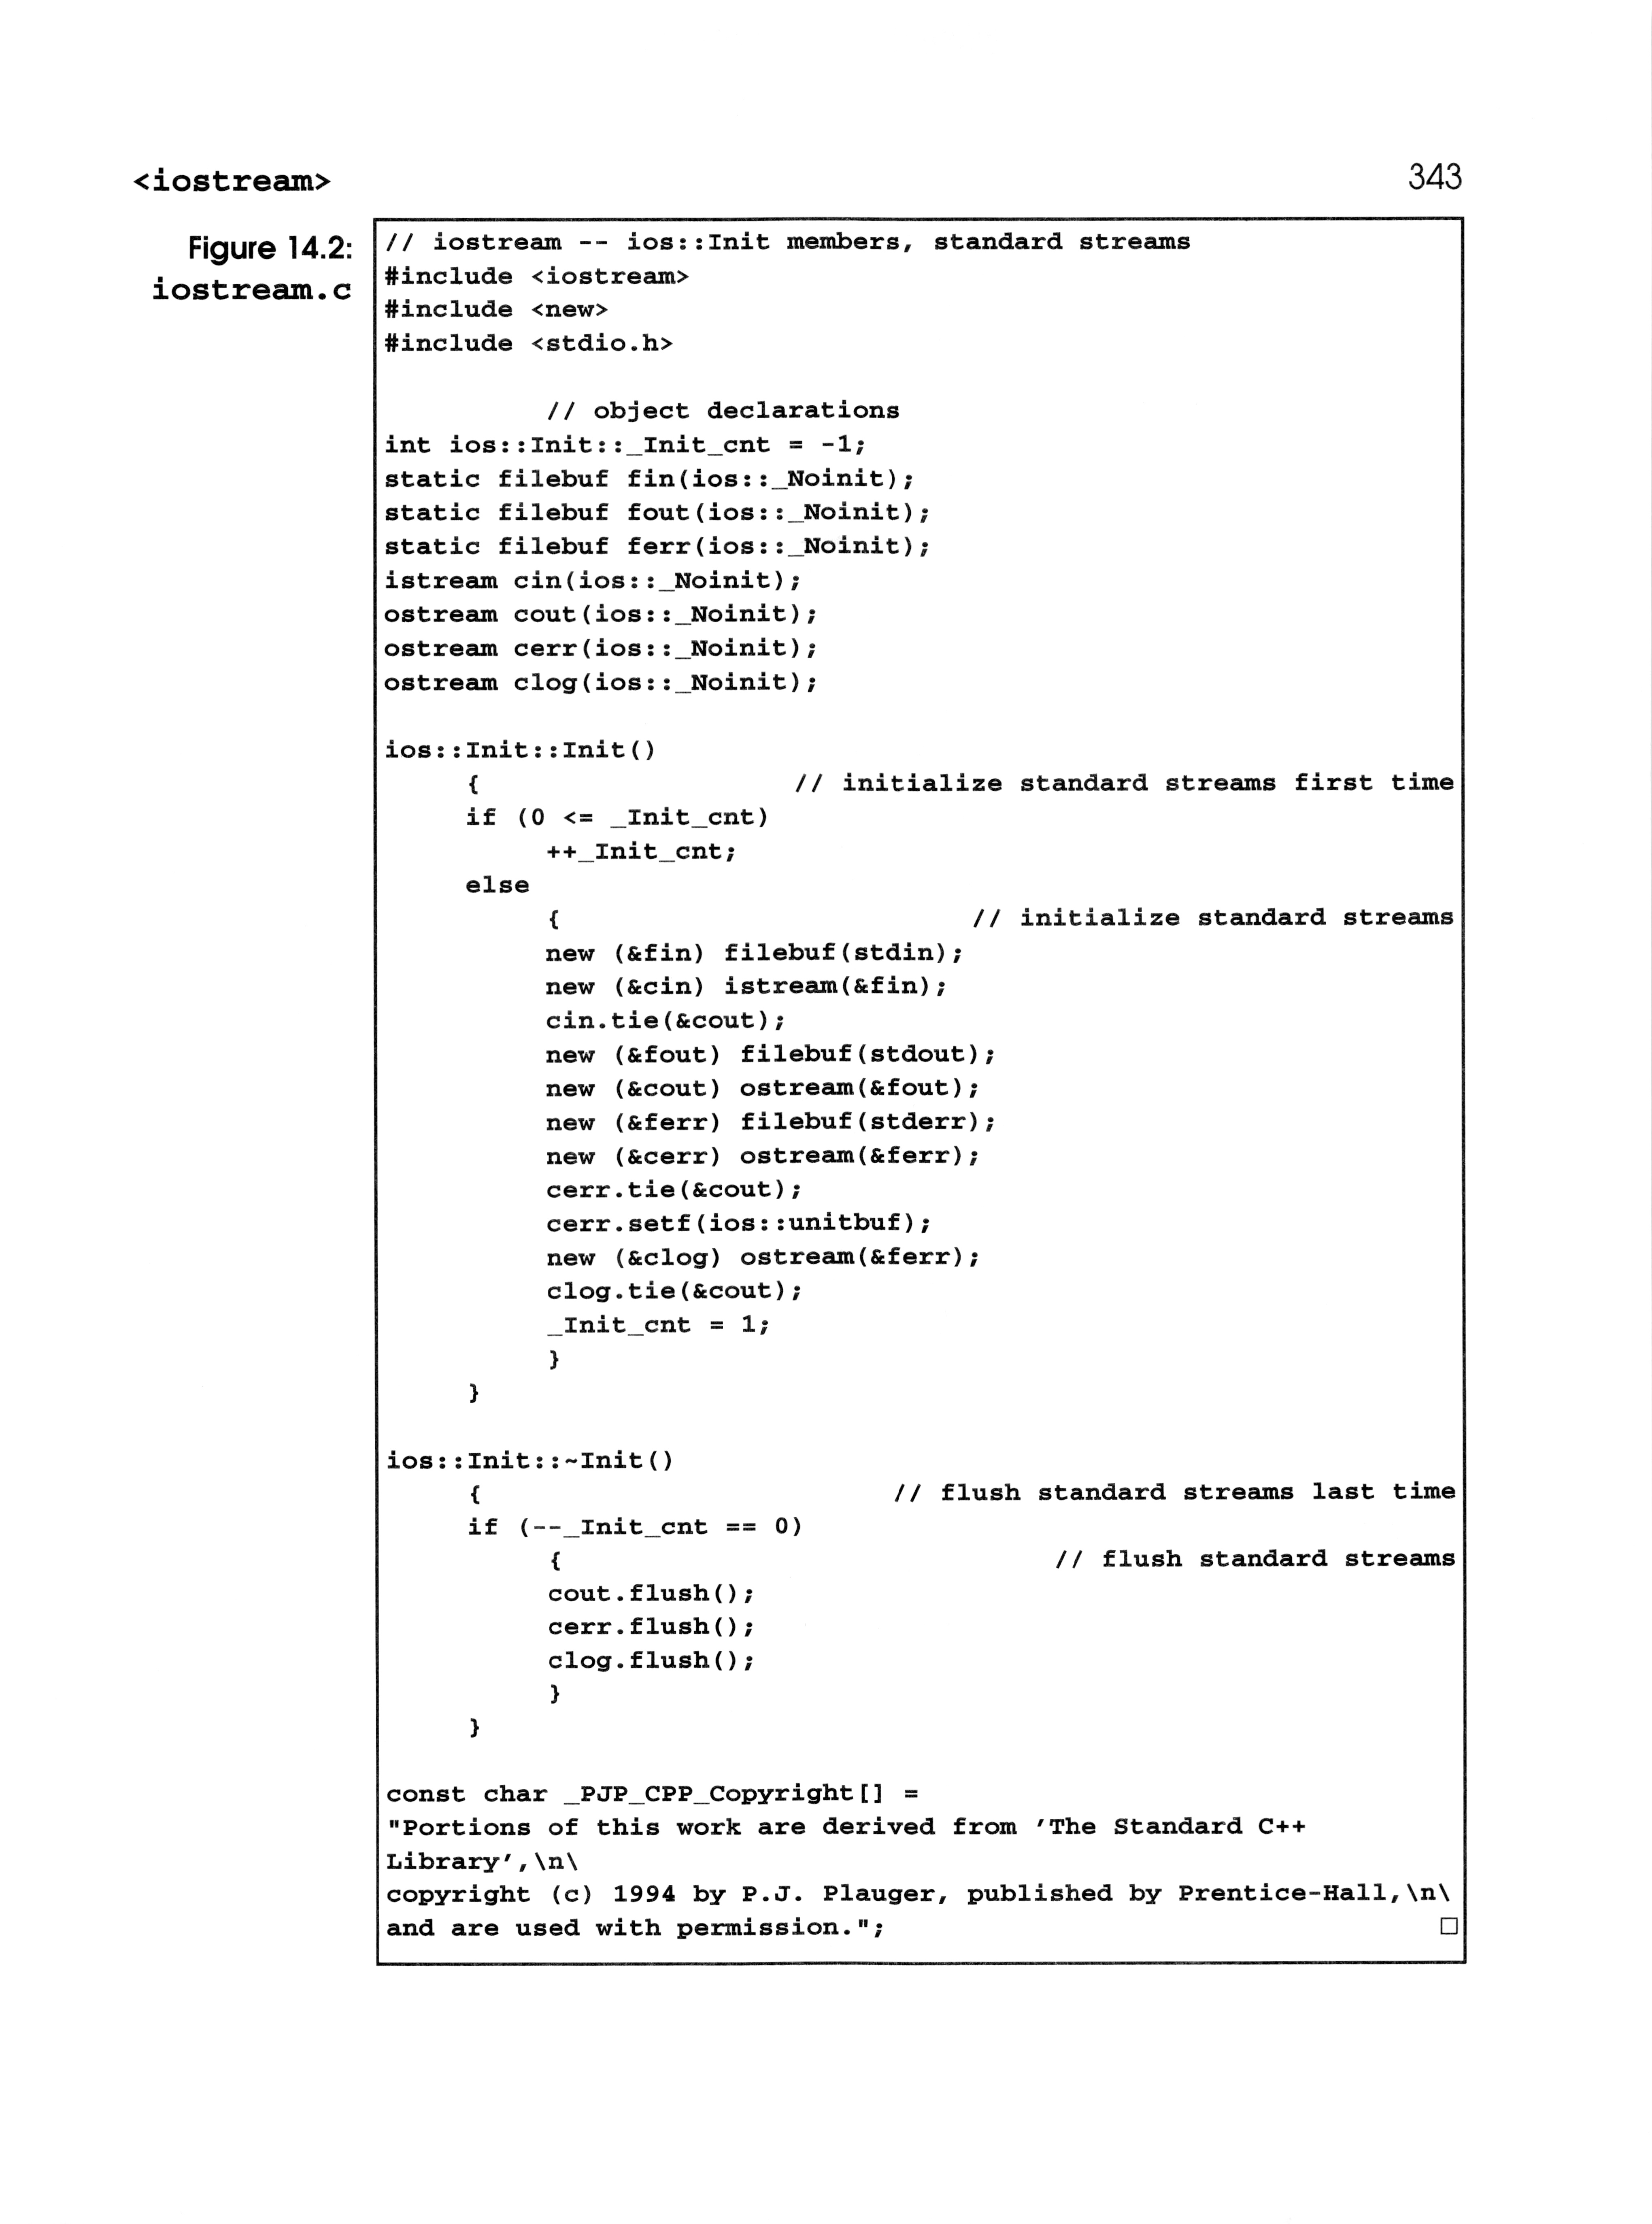 <iostream>
343
Figure 14.2:
iostream.c
// iostream -- ios::Init members, standard streams
#include <iostream>
#include <new>
#include <stdio.h>
// object declarations
int ios::Init::_Init_cnt = -1;
static filebuf fin(ios::_Noinit);
static filebuf fout(ios::_Noinit);
static filebuf ferr(ios::_Noinit);
istream cin(ios::_Noinit);
ostream cout(ios::_Noinit);
ostream cerr(ios::_Noinit);
ostream clog(ios::_Noinit);
ios::Init::Init()
{ // initialize standard streams first time
if (0 <= _Init_cnt)
++_Init_cnt;
else
{ // initialize standard streams
new (&fin) filebuf(stdin);
new (&cin) istream(&fin);
cin.tie(&cout);
new (&fout) filebuf(stdout);
new (&cout) ostream(&fout);
new (&ferr) filebuf(stderr);
new (&cerr) ostream(&ferr);
cerr.tie(&cout);
cerr.setf(ios::unitbuf);
new (&clog) ostream(&ferr);
clog.tie(&cout);
_Init_cnt = 1;
}
}
ios::Init::~Init()
{ // flush standard streams last time
if (--_Init_cnt == 0)
{ // flush standard streams
cout.flush();
cerr.flush();
clog.flush();
}
}
const char _PJP_CPP_Copyright[] =
"Portions of this work are derived from 'The Standard C++
Library',\n\
copyright (c) 1994 by P.J. Plauger, published by Prentice-Hall,\n\
and are used with permission."; □